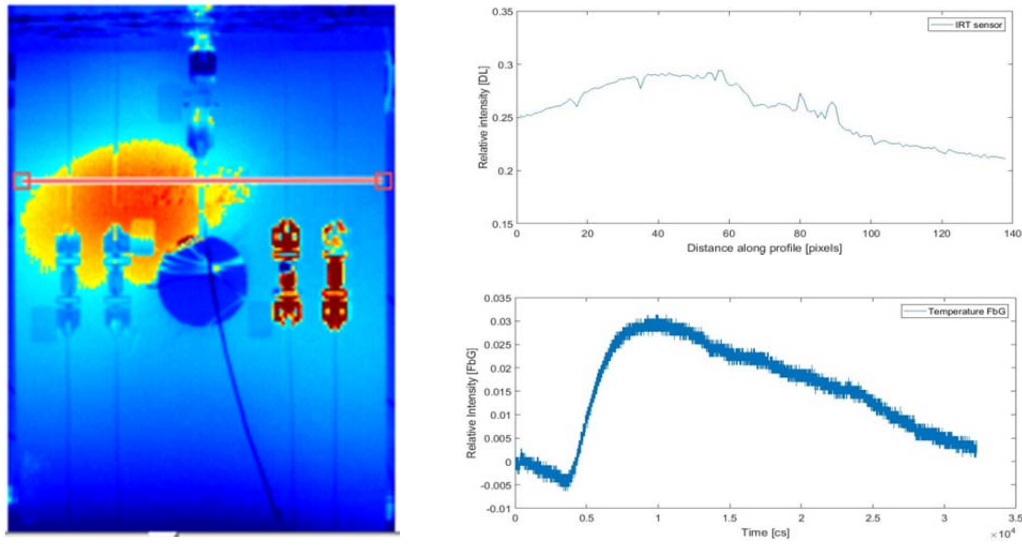 0.35
0.3
0.25
0.2
0.15
Relative intensity [DL]
IRT sensor
0 20 40 60 80 100 120 140
Distance along profile [pixels]
0.035
0.03
0.025
0.02
0.015
0.01
0.005
0
-0.005
-0.01
Relative Intensity [FbG]
Temperature FbG
0 0.5 1 1.5 2 2.5 3 3.5
×10⁴
Time [cs]